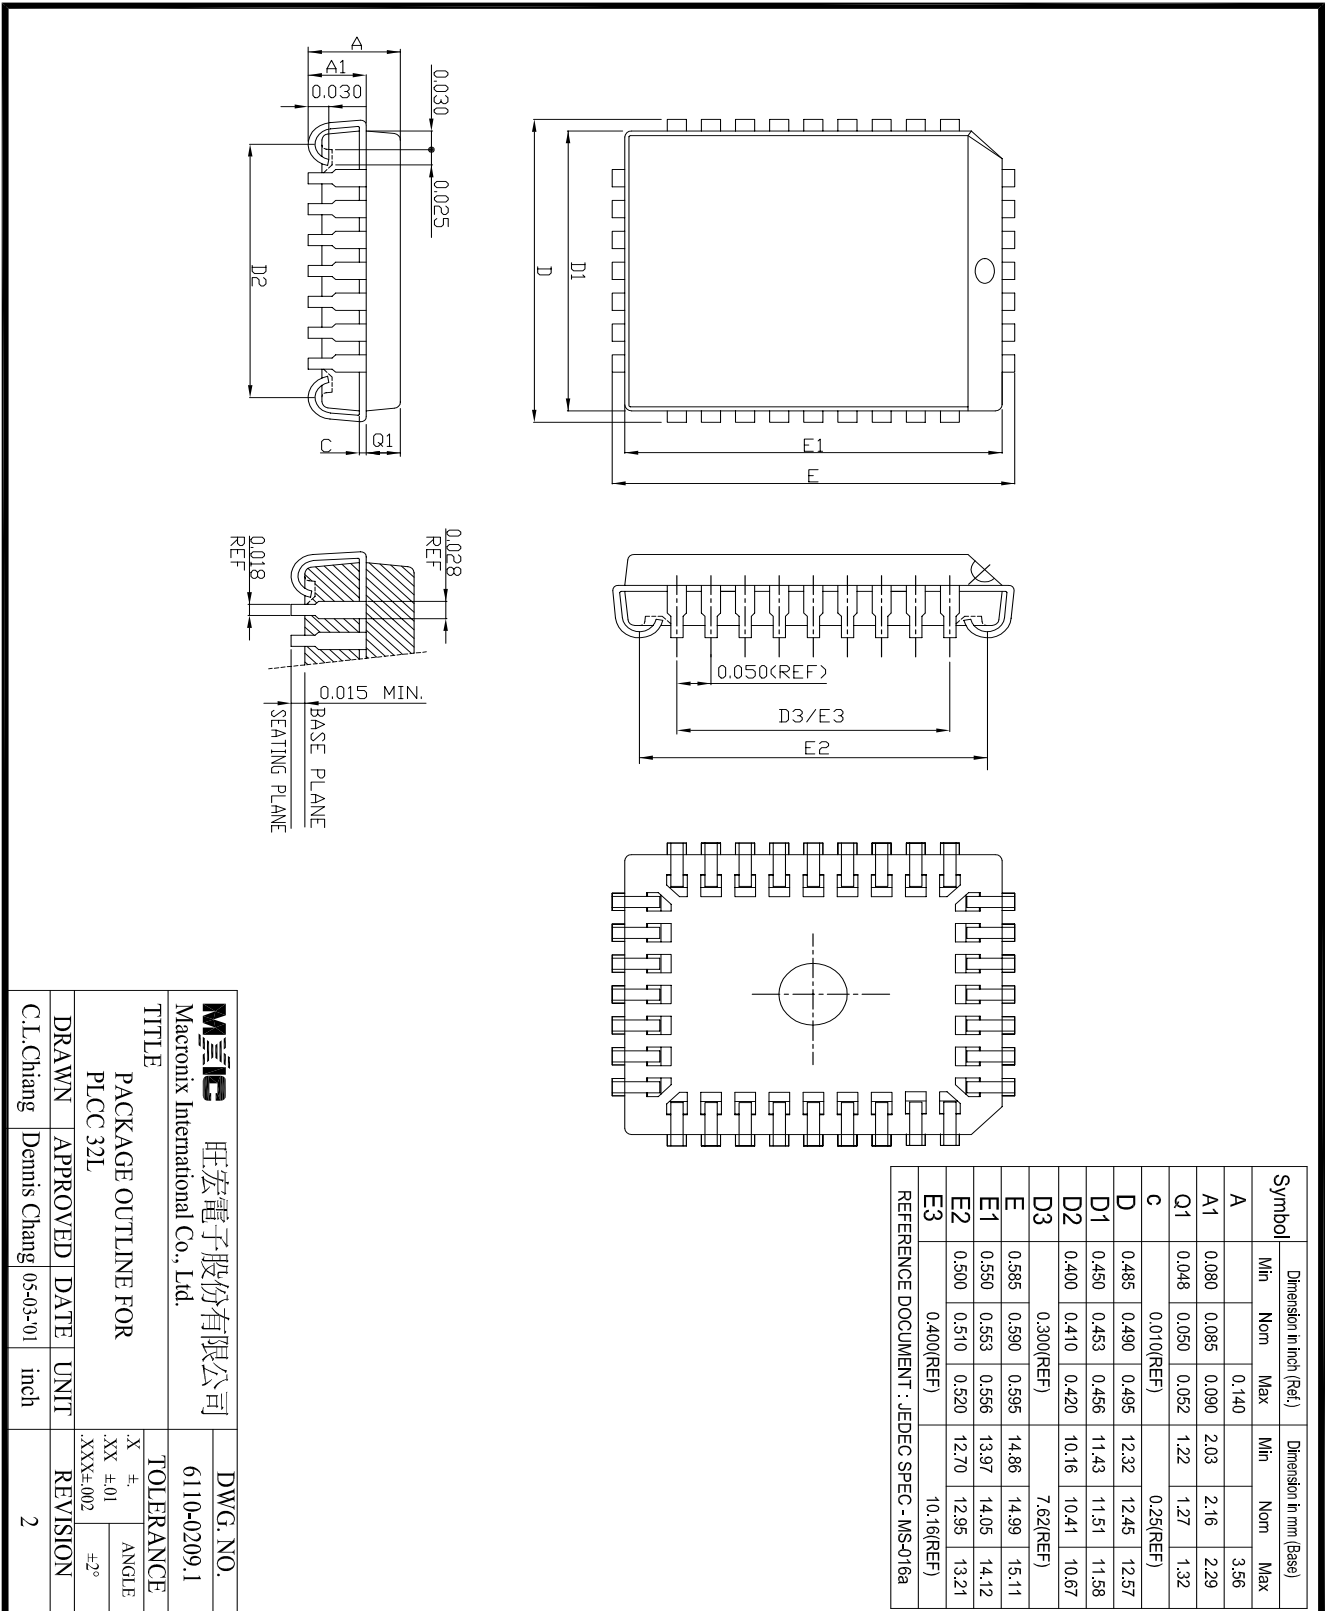 A
A1
0.030
0.030
0.025
D2
C
Q1
D
D1
E1
E
0.028
REF
0.018
REF
0.015 MIN.
BASE PLANE
SEATING PLANE
0.050(REF)
D3/E3
E2
Symbol Dimension in inch (Ref.) Dimension in mm (Base)
Min Nom Max Min Nom Max
A 0.140 3.56
A1 0.080 0.085 0.090 2.03 2.16 2.29
Q1 0.048 0.050 0.052 1.22 1.27 1.32
c 0.010(REF) 0.25(REF)
D 0.485 0.490 0.495 12.32 12.45 12.57
D1 0.450 0.453 0.456 11.43 11.51 11.58
D2 0.400 0.410 0.420 10.16 10.41 10.67
D3 0.300(REF) 7.62(REF)
E 0.585 0.590 0.595 14.86 14.99 15.11
E1 0.550 0.553 0.556 13.97 14.05 14.12
E2 0.500 0.510 0.520 12.70 12.95 13.21
E3 0.400(REF) 10.16(REF)
REFERENCE DOCUMENT : JEDEC SPEC - MS-016a
MXIC 旺宏電子股份有限公司
Macronix International Co., Ltd.
DWG. NO.
6110-0209.1
TITLE
PACKAGE OUTLINE FOR
PLCC 32L
TOLERANCE
.X ±.
.XX ±.01
.XXX±.002
ANGLE
±2°
DRAWN APPROVED DATE UNIT REVISION
C.L.Chiang Dennis Chang 05-03-'01 inch 2